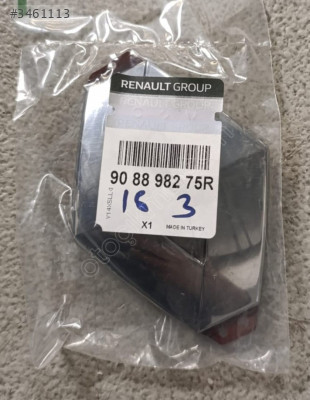 #3461113
RENAULT GROUP
90 88 982 75R
16 3
X1
MADE IN TURKEY